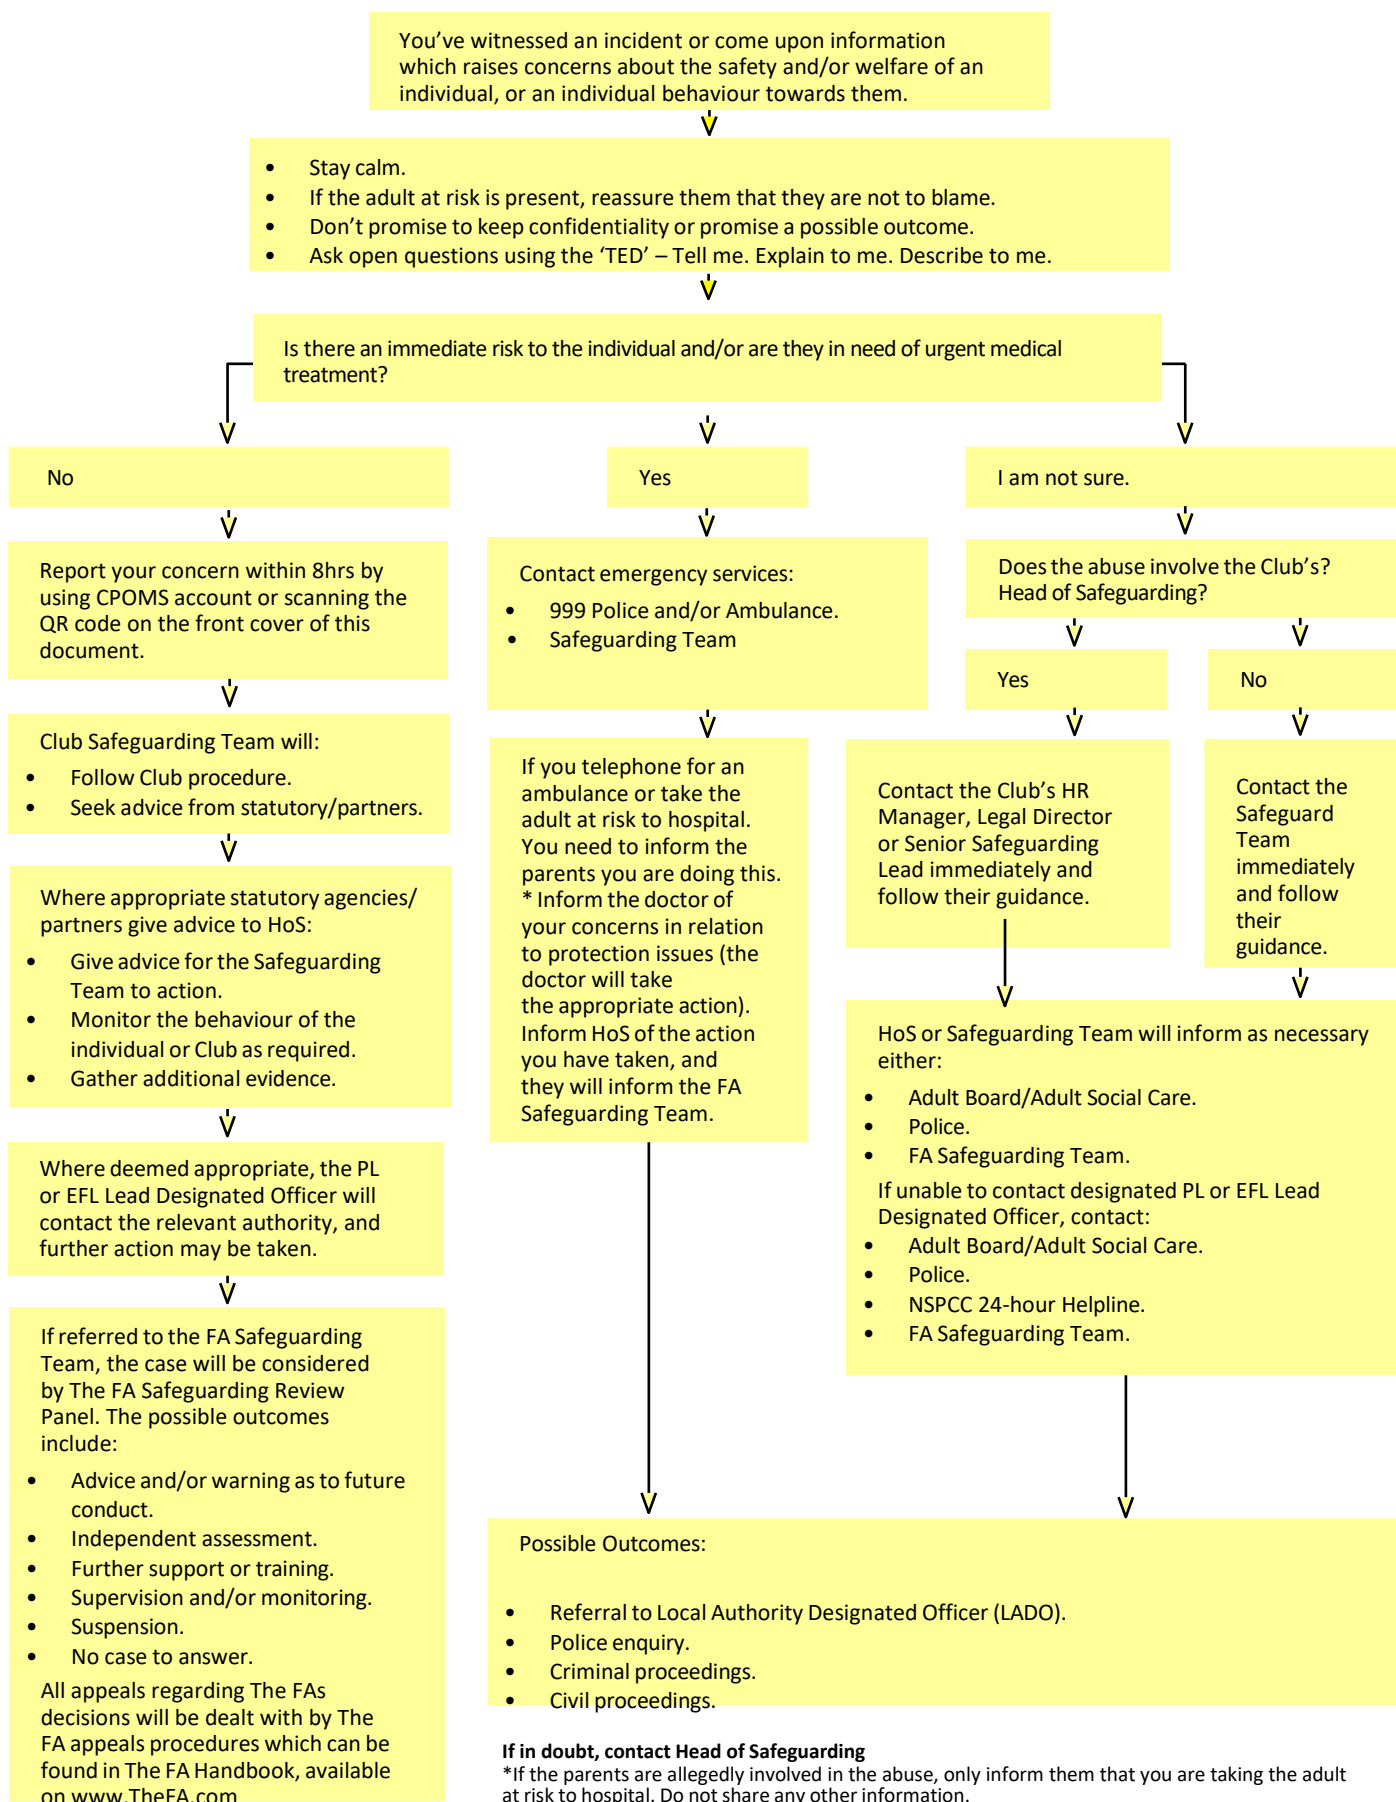 You’ve witnessed an incident or come upon information
which raises concerns about the safety and/or welfare of an
individual, or an individual behaviour towards them.
• Stay calm.
• If the adult at risk is present, reassure them that they are not to blame.
• Don’t promise to keep confidentiality or promise a possible outcome.
• Ask open questions using the ‘TED’ – Tell me. Explain to me. Describe to me.
Is there an immediate risk to the individual and/or are they in need of urgent medical
treatment?
No
Report your concern within 8hrs by
using CPOMS account or scanning the
QR code on the front cover of this
document.
Club Safeguarding Team will:
• Follow Club procedure.
• Seek advice from statutory/partners.
Where appropriate statutory agencies/
partners give advice to HoS:
• Give advice for the Safeguarding
Team to action.
• Monitor the behaviour of the
individual or Club as required.
• Gather additional evidence.
Where deemed appropriate, the PL
or EFL Lead Designated Officer will
contact the relevant authority, and
further action may be taken.
If referred to the FA Safeguarding
Team, the case will be considered
by The FA Safeguarding Review
Panel. The possible outcomes
include:
• Advice and/or warning as to future
conduct.
• Independent assessment.
• Further support or training.
• Supervision and/or monitoring.
• Suspension.
• No case to answer.
All appeals regarding The FAs
decisions will be dealt with by The
FA appeals procedures which can be
found in The FA Handbook, available
on www.TheFA.com
Yes
Contact emergency services:
• 999 Police and/or Ambulance.
• Safeguarding Team
If you telephone for an
ambulance or take the
adult at risk to hospital.
You need to inform the
parents you are doing this.
* Inform the doctor of
your concerns in relation
to protection issues (the
doctor will take
the appropriate action).
Inform HoS of the action
you have taken, and
they will inform the FA
Safeguarding Team.
I am not sure.
Does the abuse involve the Club’s?
Head of Safeguarding?
Yes
Contact the Club’s HR
Manager, Legal Director
or Senior Safeguarding
Lead immediately and
follow their guidance.
No
Contact the
Safeguard
Team
immediately
and follow
their
guidance.
HoS or Safeguarding Team will inform as necessary
either:
• Adult Board/Adult Social Care.
• Police.
• FA Safeguarding Team.
If unable to contact designated PL or EFL Lead
Designated Officer, contact:
• Adult Board/Adult Social Care.
• Police.
• NSPCC 24-hour Helpline.
• FA Safeguarding Team.
Possible Outcomes:
• Referral to Local Authority Designated Officer (LADO).
• Police enquiry.
• Criminal proceedings.
• Civil proceedings.
If in doubt, contact Head of Safeguarding
*If the parents are allegedly involved in the abuse, only inform them that you are taking the adult
at risk to hospital. Do not share any other information.